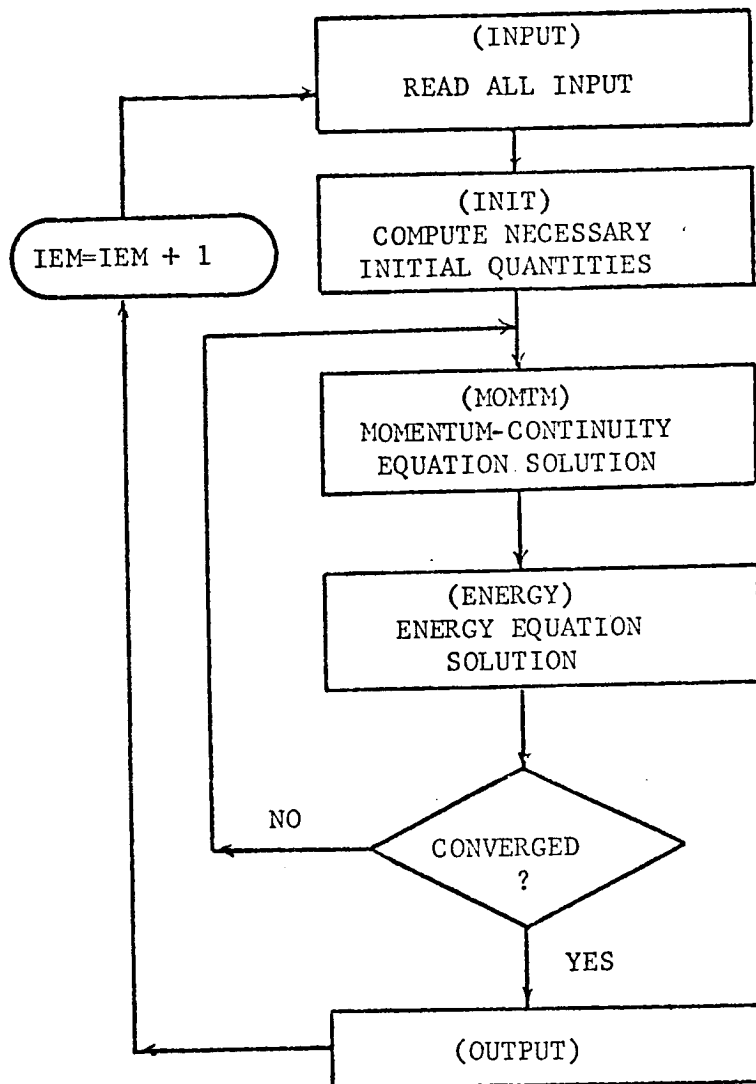 (INPUT)
READ ALL INPUT
(INIT)
COMPUTE NECESSARY
INITIAL QUANTITIES
IEM=IEM + 1
(MOMTM)
MOMENTUM-CONTINUITY
EQUATION SOLUTION
(ENERGY)
ENERGY EQUATION
SOLUTION
NO
CONVERGED
?
YES
(OUTPUT)